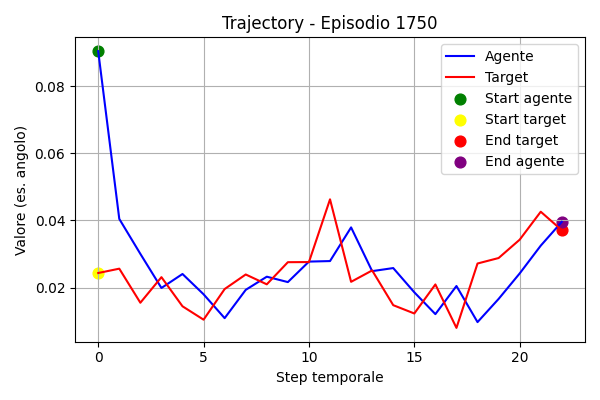 Trajectory - Episodio 1750
Agente
Target
Start agente
Start target
End target
End agente
Valore (es. angolo)
0.08
0.06
0.04
0.02
0
5
10
15
20
Step temporale